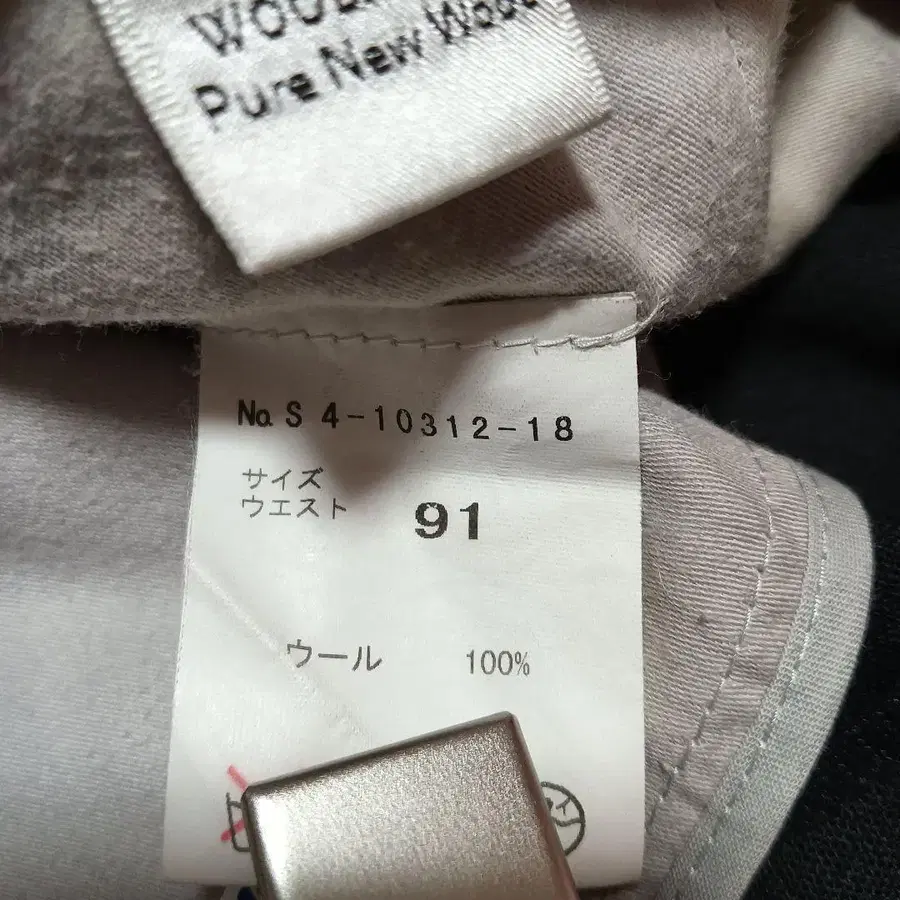 Pure New Wool
No. S 4-10312-18
サイズ
ウエスト 91
ウール 100%